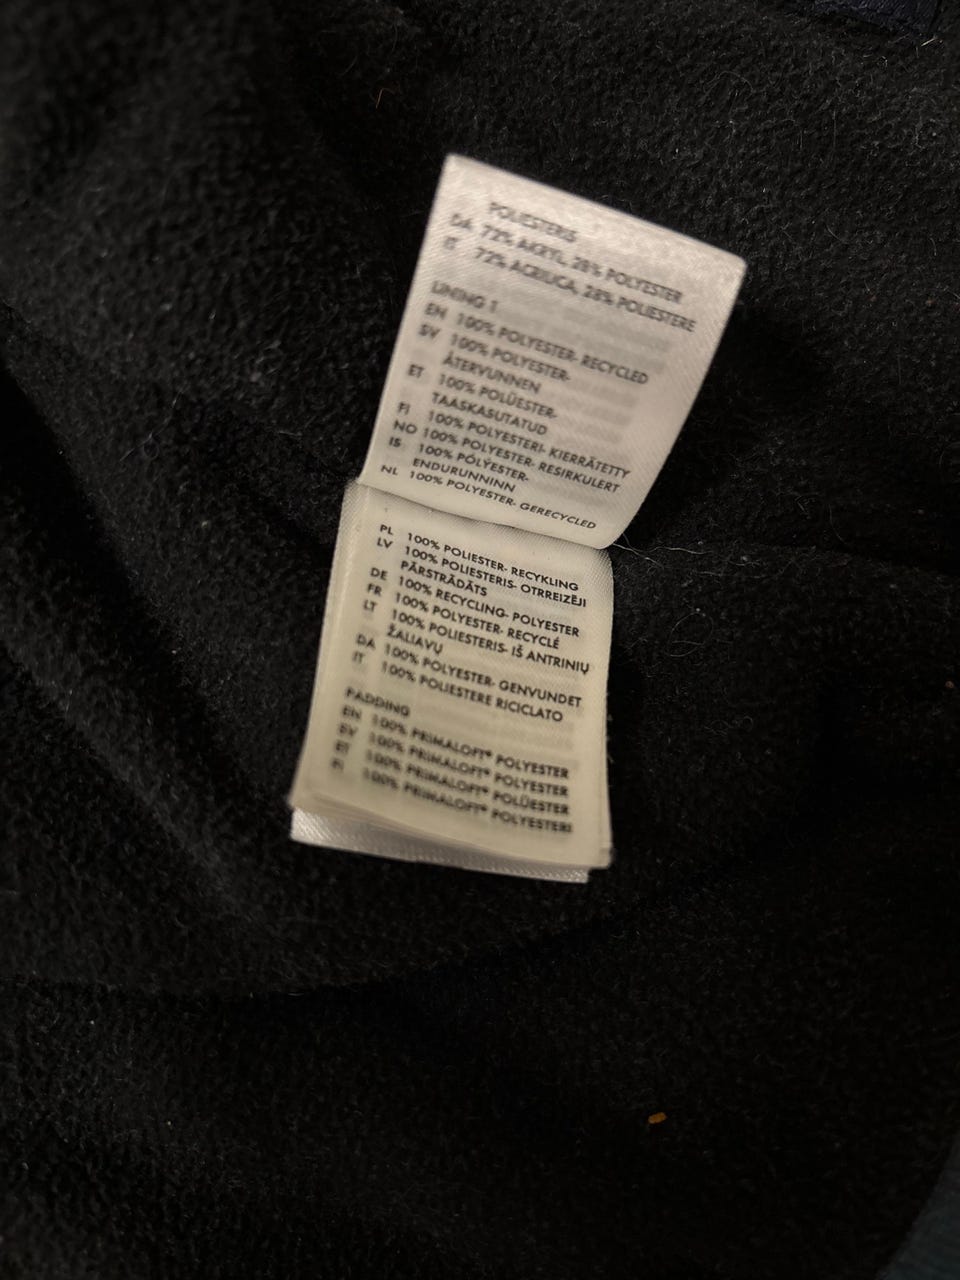 POLIESTERIS
DA 72% AKRYL, 28% POLYESTER
IT 72% ACRILICA, 28% POLIESTERE
LINING 1
EN 100% POLYESTER- RECYCLED
SV 100% POLYESTER-
ÅTERVUNNEN
ET 100% POLÜESTER-
TAASKASUTATUD
FI 100% POLYESTERI- KIERRÄTETTY
NO 100% POLYESTER- RESIRKULERT
IS 100% PÓLÝESTER-
ENDURUNNINN
NL 100% POLYESTER- GERECYCLED
PL 100% POLIESTER- RECYKLING
LV 100% POLIESTERIS- OTRREIZĒJI
PĀRSTRĀDĀTS
DE 100% RECYCLING- POLYESTER
FR 100% POLYESTER- RECYCLÉ
LT 100% POLIESTERIS- IŠ ANTRINIŲ
ŽALIAVŲ
DA 100% POLYESTER- GENVUNDET
IT 100% POLIESTERE RICICLATO
PADDING
EN 100% PRIMALOFT® POLYESTER
SV 100% PRIMALOFT® POLYESTER
ET 100% PRIMALOFT® POLÜESTER
FI 100% PRIMALOFT® POLYESTERI